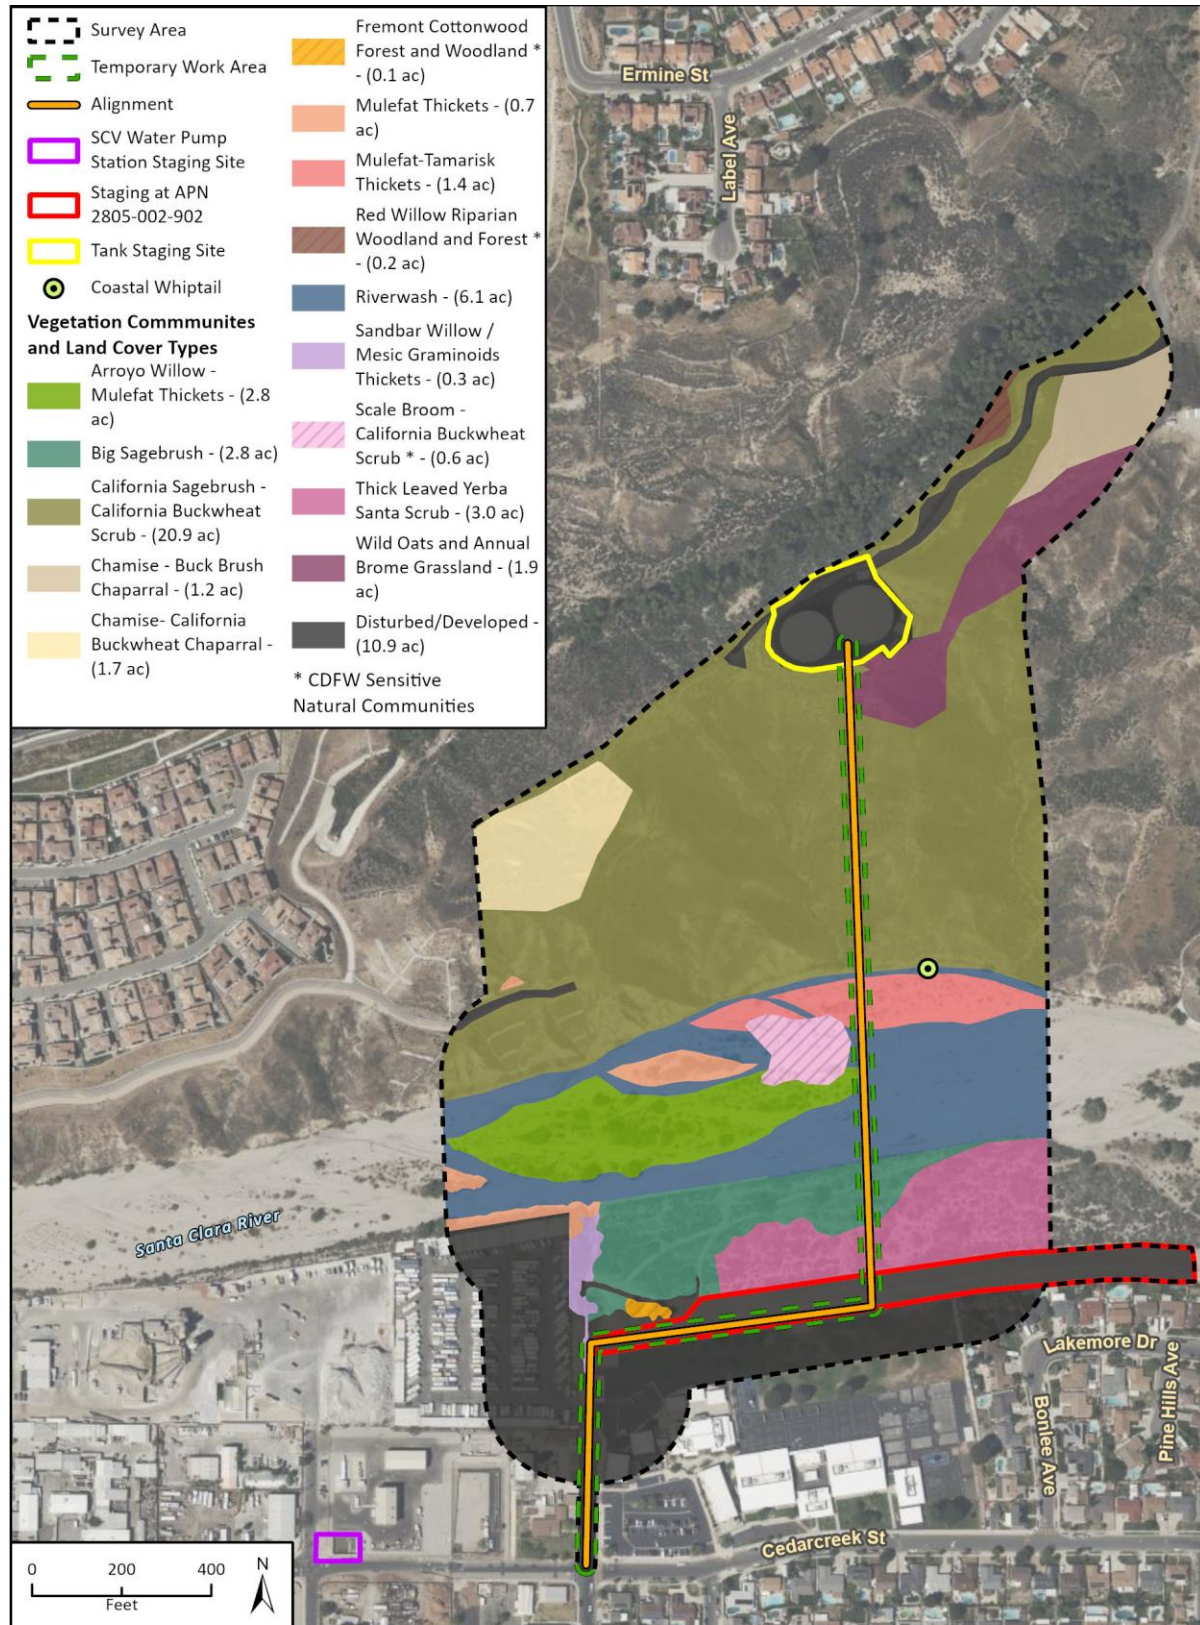 Survey Area
Temporary Work Area
Alignment
SCV Water Pump
Station Staging Site
Staging at APN
2805-002-902
Tank Staging Site
Coastal Whiptail
Vegetation Commmunites
and Land Cover Types
Arroyo Willow -
Mulefat Thickets - (2.8
ac)
Big Sagebrush - (2.8 ac)
California Sagebrush -
California Buckwheat
Scrub - (20.9 ac)
Chamise - Buck Brush
Chaparral - (1.2 ac)
Chamise- California
Buckwheat Chaparral -
(1.7 ac)
Fremont Cottonwood
Forest and Woodland *
- (0.1 ac)
Mulefat Thickets - (0.7
ac)
Mulefat-Tamarisk
Thickets - (1.4 ac)
Red Willow Riparian
Woodland and Forest *
- (0.2 ac)
Riverwash - (6.1 ac)
Sandbar Willow /
Mesic Graminoids
Thickets - (0.3 ac)
Scale Broom -
California Buckwheat
Scrub * - (0.6 ac)
Thick Leaved Yerba
Santa Scrub - (3.0 ac)
Wild Oats and Annual
Brome Grassland - (1.9
ac)
Disturbed/Developed -
(10.9 ac)
* CDFW Sensitive
Natural Communities
Ermine St
Label Ave
Santa Clara River
Lakemore Dr
Bonlee Ave
Pine Hills Ave
Cedarcreek St
0 200 400
Feet
N